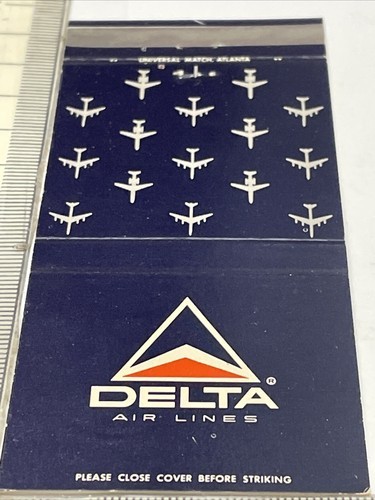 UNIVERSAL MATCH, ATLANTA
DELTA®
AIR LINES
PLEASE CLOSE COVER BEFORE STRIKING